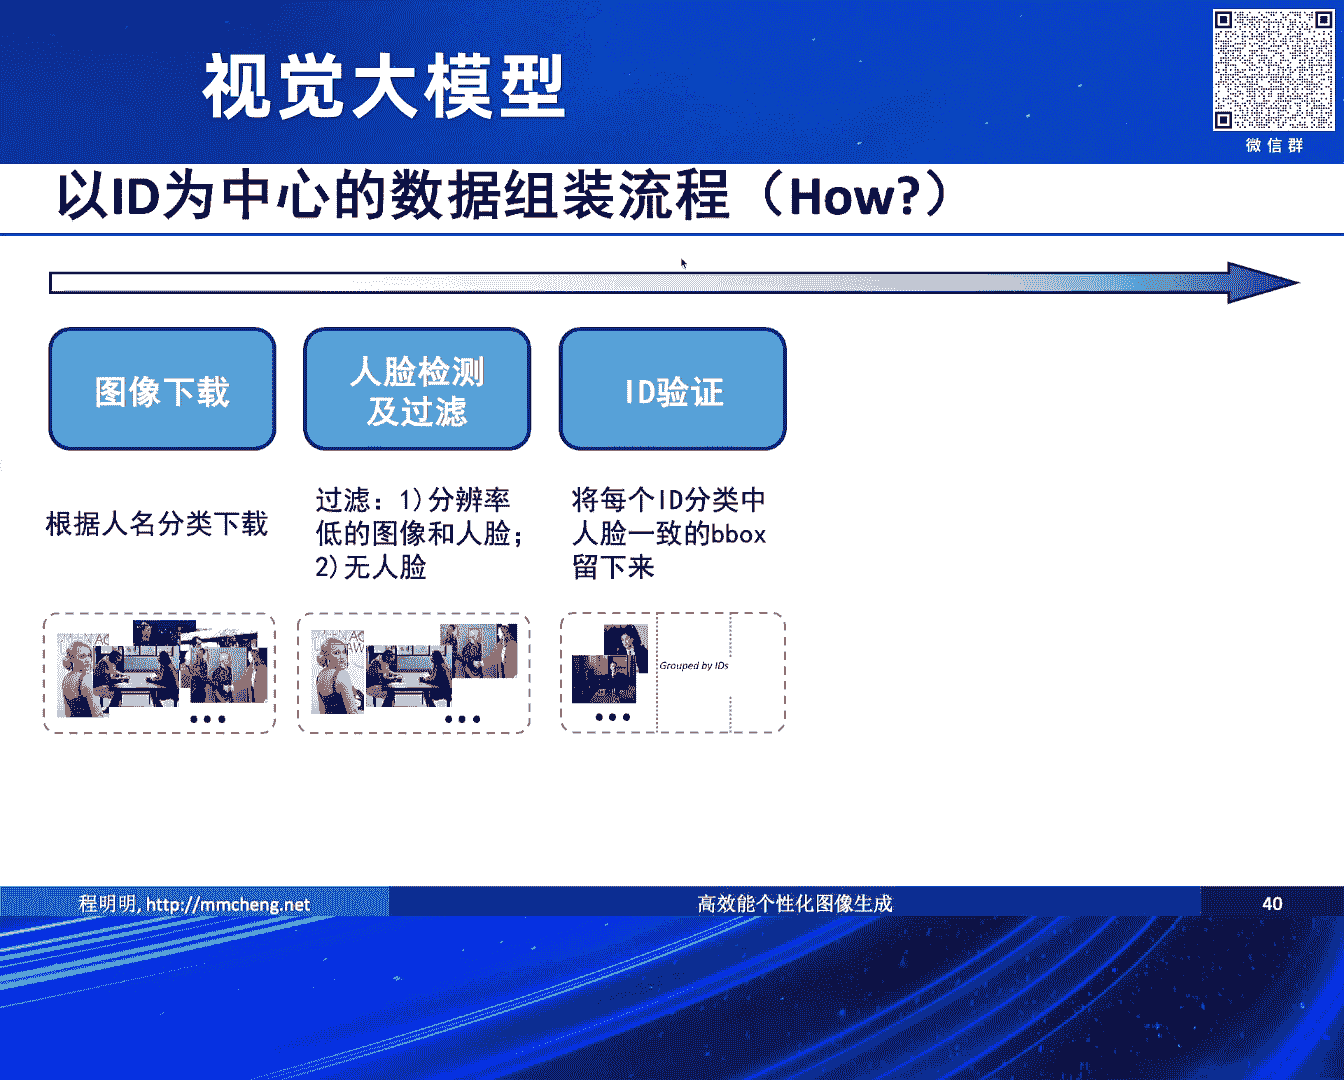 视觉大模型
微信群
以ID为中心的数据组装流程（How?）
图像下载
人脸检测
及过滤
ID验证
根据人名分类下载
过滤：1)分辨率
低的图像和人脸；
2)无人脸
将每个ID分类中
人脸一致的bbox
留下来
Grouped by IDs
程明明, http://mmcheng.net
高效能个性化图像生成
40